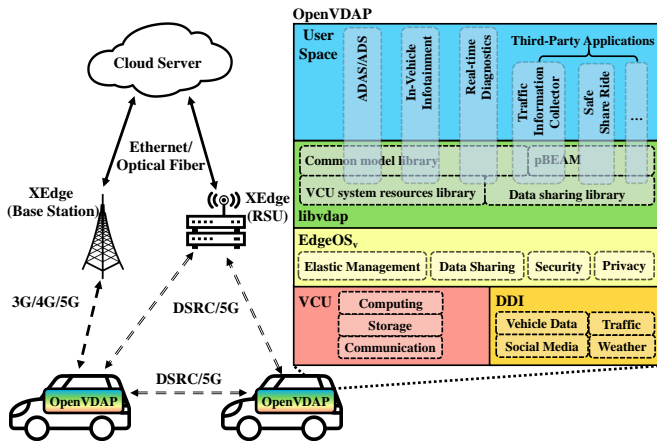 OpenVDAP
Cloud Server
Ethernet/
Optical Fiber
XEdge
(Base Station)
XEdge
(RSU)
3G/4G/5G
DSRC/5G
DSRC/5G
OpenVDAP
OpenVDAP
User
Space
ADAS/ADS
In-Vehicle
Infotainment
Real-time
Diagnostics
Third-Party Applications
Traffic
Information
Collector
Safe
Share Ride
...
Common model library
pBEAM
VCU system resources library
Data sharing library
libvdap
EdgeOSv
Elastic Management
Data Sharing
Security
Privacy
VCU
Computing
Storage
Communication
DDI
Vehicle Data
Traffic
Social Media
Weather